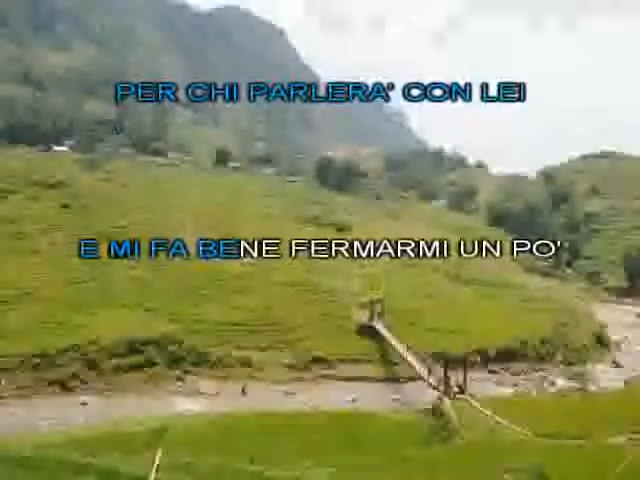 PER CHI PARLERA' CON LEI
E MI FA BENE FERMARMI UN PO'